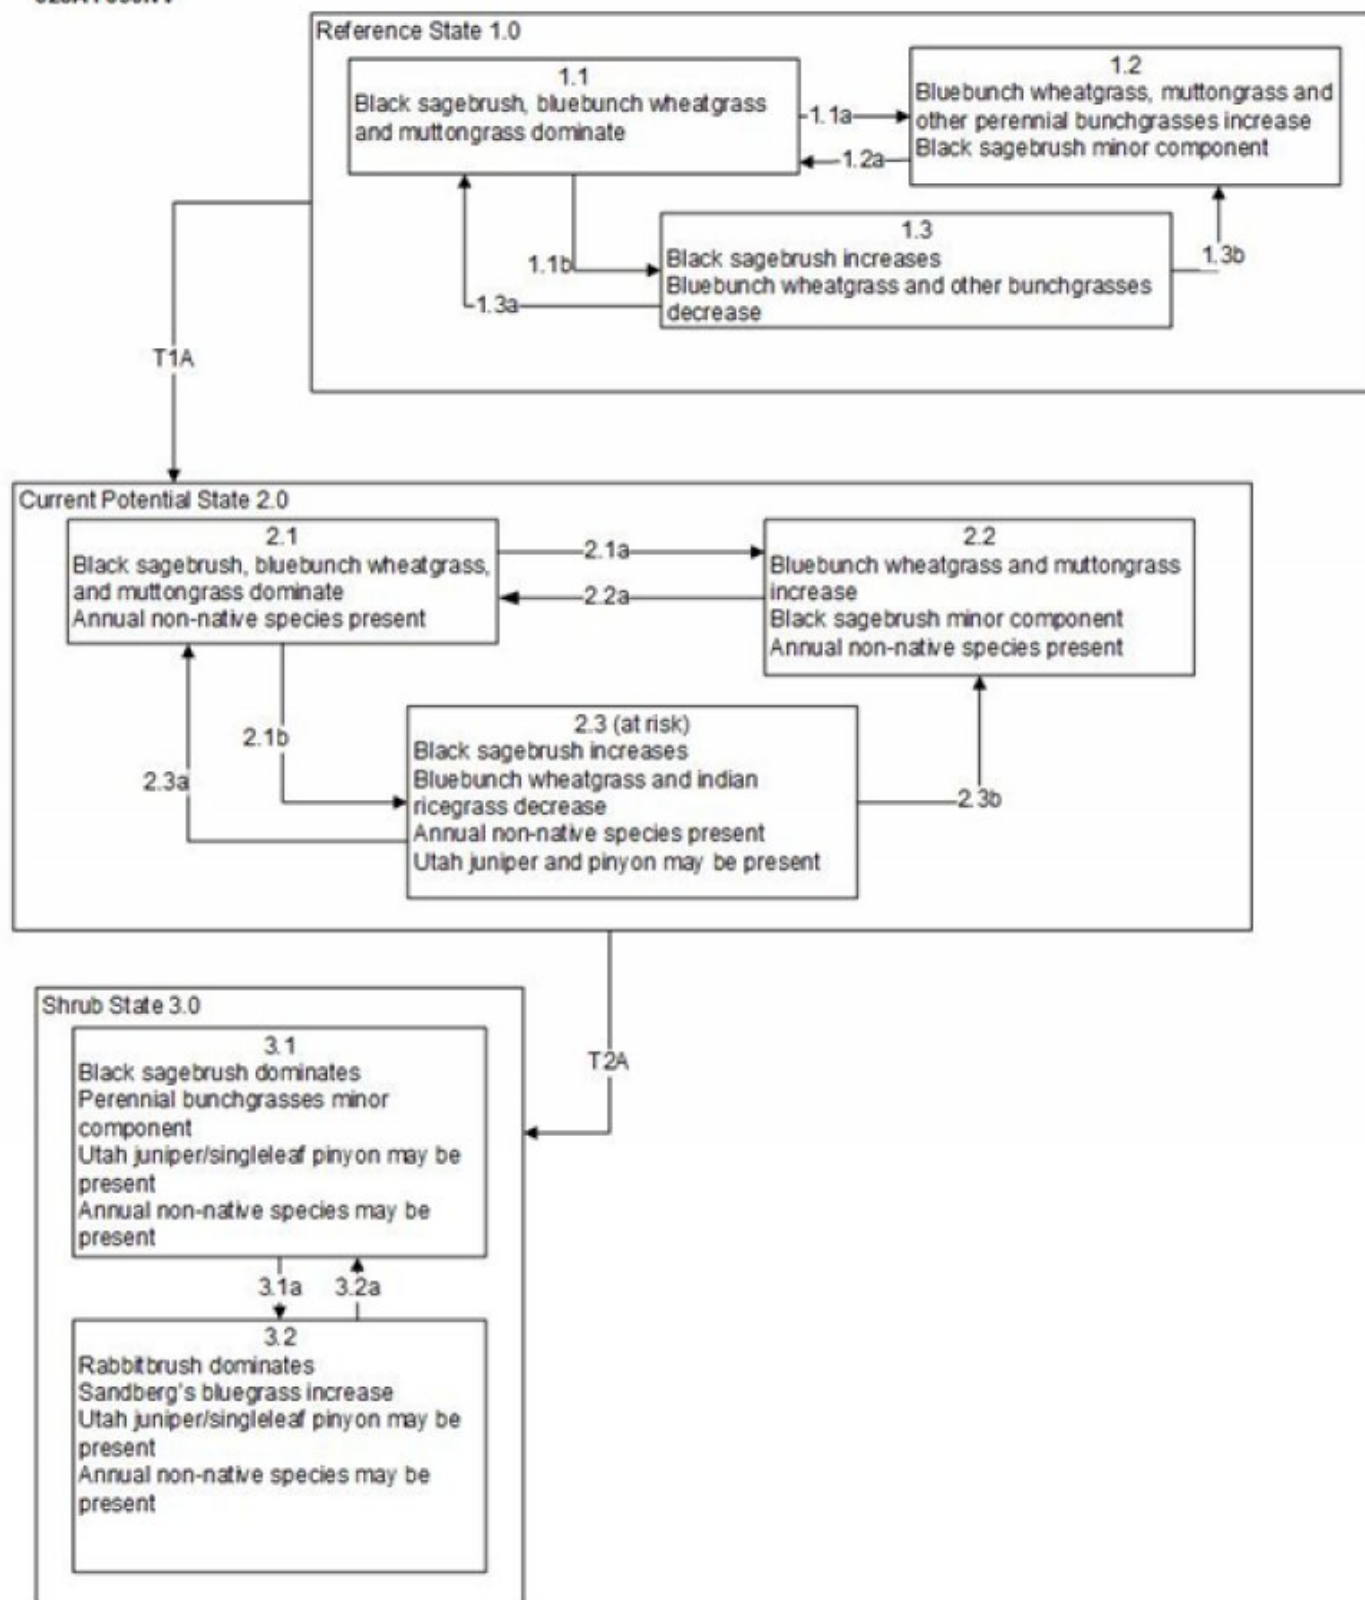 Reference State 1.0
1.1
Black sagebrush, bluebunch wheatgrass
and muttongrass dominate
1.1a
1.2a
1.2
Bluebunch wheatgrass, muttongrass and
other perennial bunchgrasses increase
Black sagebrush minor component
1.1b
1.3a
1.3
Black sagebrush increases
Bluebunch wheatgrass and other bunchgrasses
decrease
1.3b
T1A
Current Potential State 2.0
2.1
Black sagebrush, bluebunch wheatgrass,
and muttongrass dominate
Annual non-native species present
2.1a
2.2a
2.2
Bluebunch wheatgrass and muttongrass
increase
Black sagebrush minor component
Annual non-native species present
2.1b
2.3a
2.3 (at risk)
Black sagebrush increases
Bluebunch wheatgrass and indian
ricegrass decrease
Annual non-native species present
Utah juniper and pinyon may be present
2.3b
T2A
Shrub State 3.0
3.1
Black sagebrush dominates
Perennial bunchgrasses minor
component
Utah juniper/singleleaf pinyon may be
present
Annual non-native species may be
present
3.1a
3.2a
3.2
Rabbitbrush dominates
Sandberg's bluegrass increase
Utah juniper/singleleaf pinyon may be
present
Annual non-native species may be
present